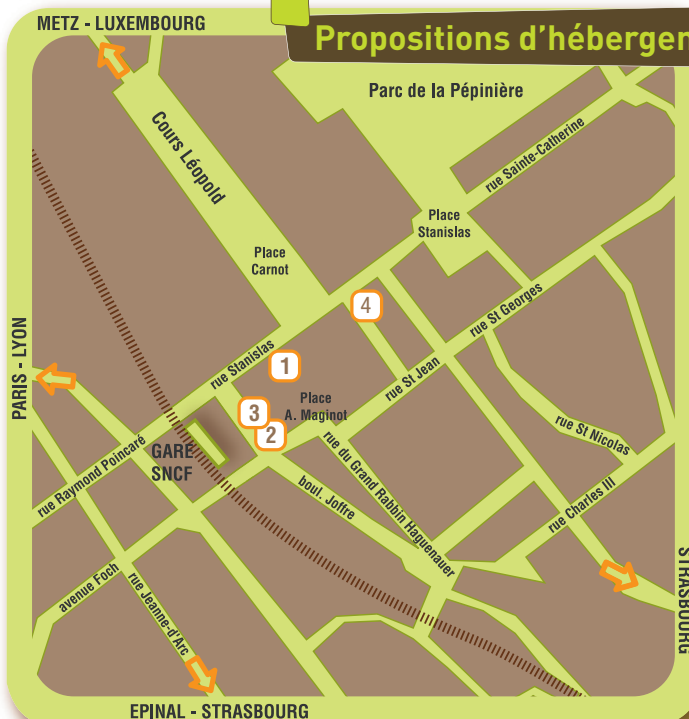 METZ - LUXEMBOURG
Propositions d’héberger
Parc de la Pépinière
Cours Léopold
rue Sainte-Catherine
Place
Stanislas
Place
Carnot
4
rue St Georges
rue Stanislas
1
PARIS - LYON
rue St Jean
Place
A. Maginot
3
2
rue St Nicolas
GARE
SNCF
rue Raymond Poincaré
rue du Grand Rabbin Haguenauer
boul. Joffre
rue Charles III
avenue Foch
rue Jeanne-d'Arc
STRASBOURG
EPINAL - STRASBOURG